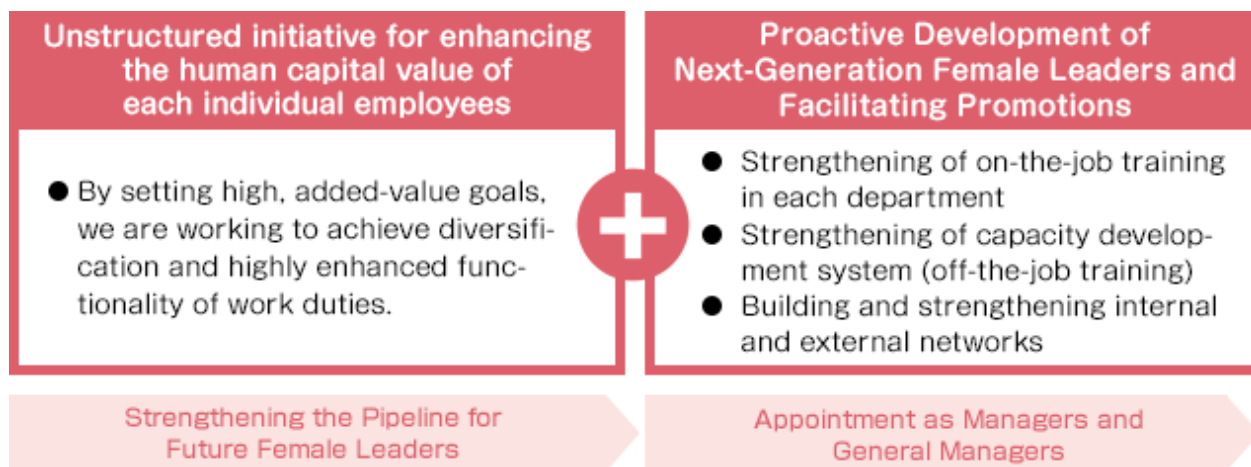 Unstructured initiative for enhancing
the human capital value of
each individual employees
● By setting high, added-value goals,
we are working to achieve diversifi-
cation and highly enhanced func-
tionality of work duties.
Strengthening the Pipeline for
Future Female Leaders
Proactive Development of
Next-Generation Female Leaders and
Facilitating Promotions
● Strengthening of on-the-job training
in each department
● Strengthening of capacity develop-
ment system (off-the-job training)
● Building and strengthening internal
and external networks
Appointment as Managers and
General Managers